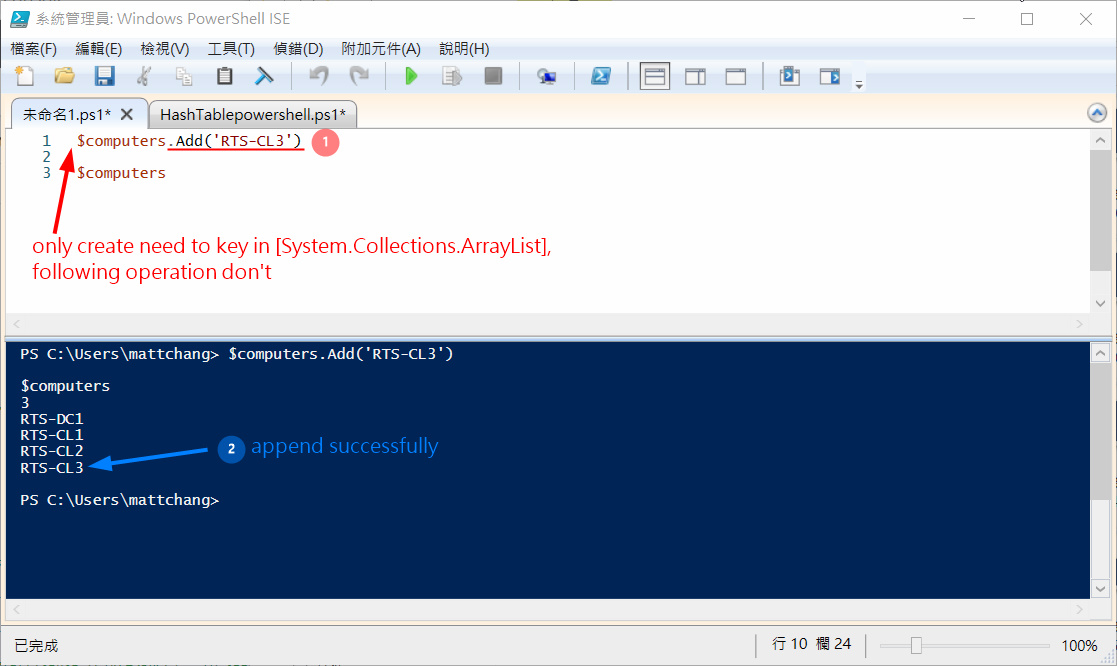 系統管理員: Windows PowerShell ISE
檔案(F) 編輯(E) 檢視(V) 工具(T) 偵錯(D) 附加元件(A) 說明(H)
未命名1.ps1* HashTablepowershell.ps1*
1 $computers.Add('RTS-CL3') 1
2
3 $computers
only create need to key in [System.Collections.ArrayList],
following operation don't
PS C:\Users\mattchang> $computers.Add('RTS-CL3')
$computers
3
RTS-DC1
RTS-CL1
RTS-CL2
RTS-CL3
2 append successfully
PS C:\Users\mattchang>
已完成 行 10 欄 24 100%